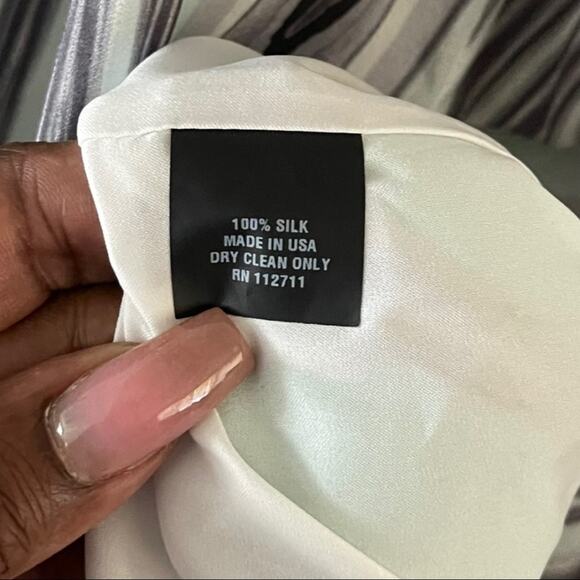 100% SILK
MADE IN USA
DRY CLEAN ONLY
RN 112711